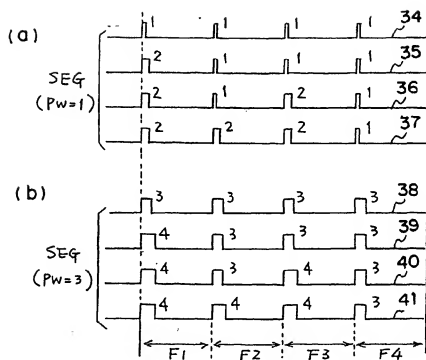 (a)
SEG
(PW=1)
1 1 1 1 34
2 1 1 1 35
2 1 2 1 36
2 2 2 1 37
(b)
SEG
(PW=3)
3 3 3 3 38
4 3 3 3 39
4 3 4 3 40
4 4 4 3 41
F1 F2 F3 F4